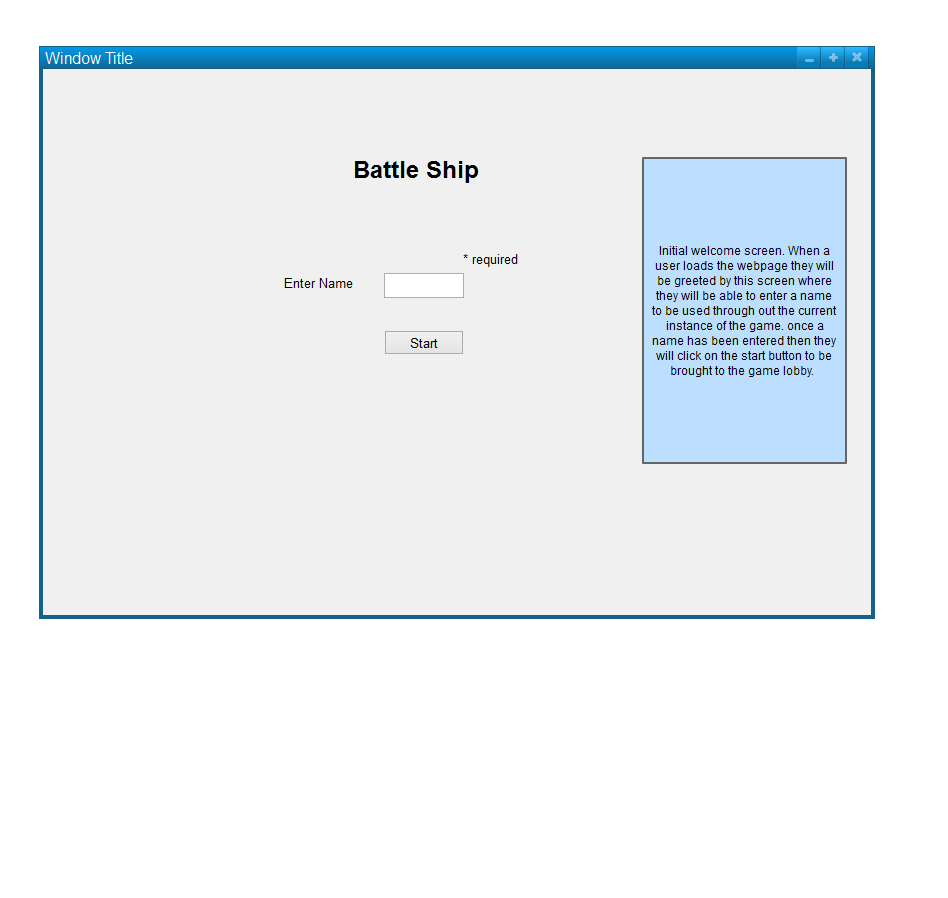 Window Title
Battle Ship
* required
Enter Name
Start
Initial welcome screen. When a
user loads the webpage they will
be greeted by this screen where
they will be able to enter a name
to be used through out the current
instance of the game. once a
name has been entered then they
will click on the start button to be
brought to the game lobby.